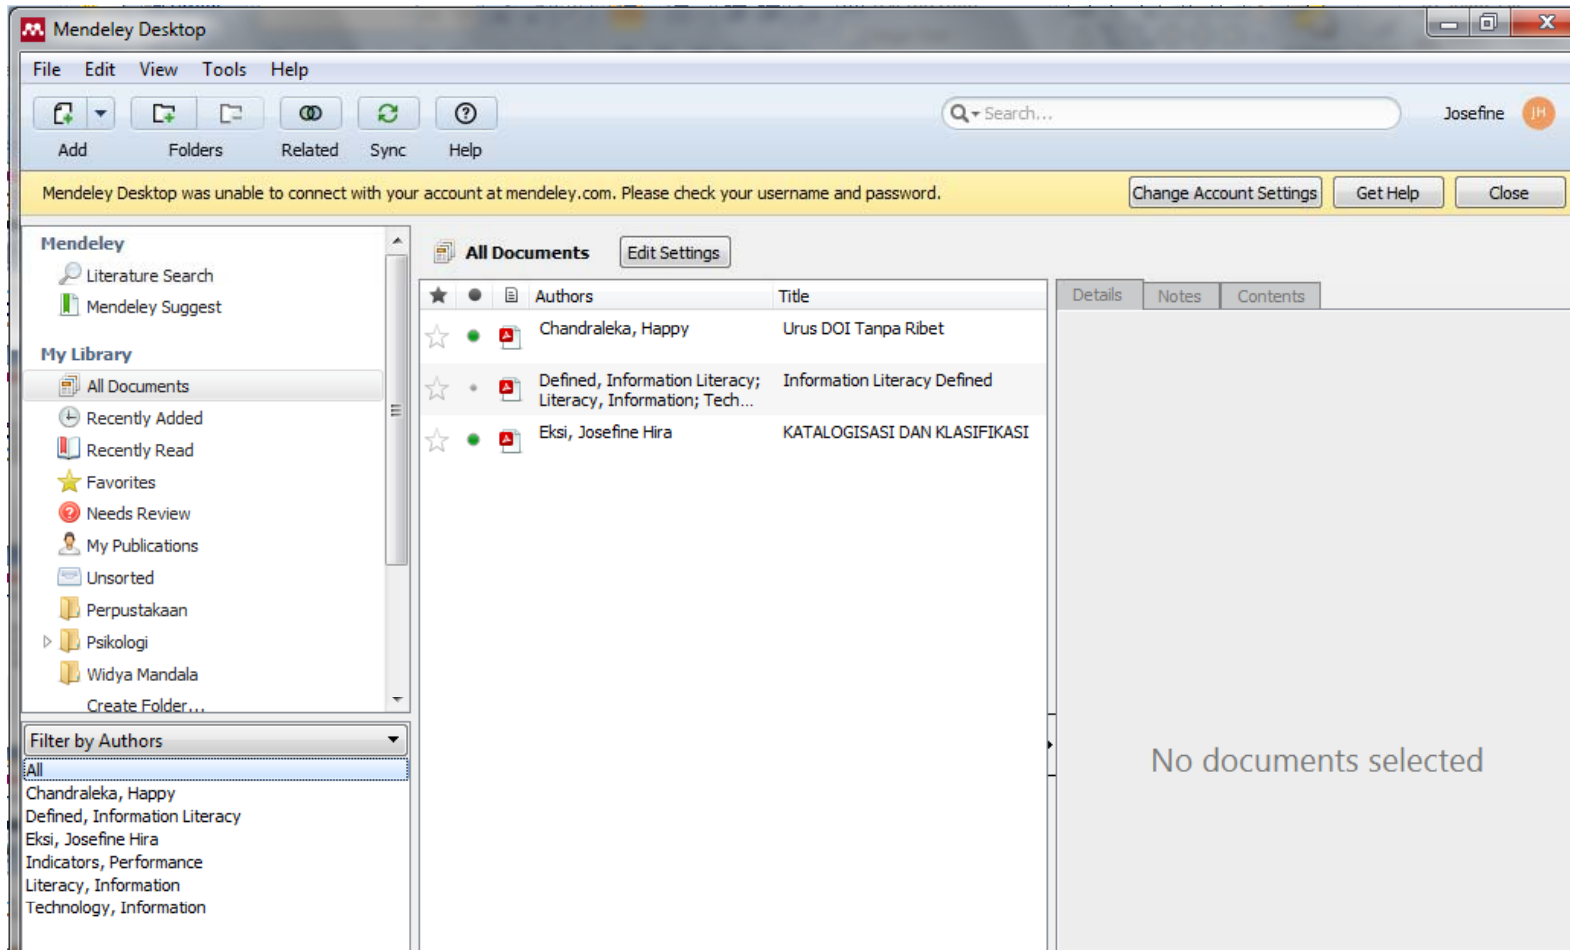 Mendeley Desktop
File Edit View Tools Help
Search... Josefine JH
Add Folders Related Sync Help
Mendeley Desktop was unable to connect with your account at mendeley.com. Please check your username and password. Change Account Settings Get Help Close
Mendeley
Literature Search
Mendeley Suggest
My Library
All Documents
Recently Added
Recently Read
Favorites
Needs Review
My Publications
Unsorted
Perpustakaan
Psikologi
Widya Mandala
Create Folder...
Filter by Authors
All
Chandraleka, Happy
Defined, Information Literacy
Eksi, Josefine Hira
Indicators, Performance
Literacy, Information
Technology, Information
All Documents Edit Settings
Authors Title
Chandraleka, Happy Urus DOI Tanpa Ribet
Defined, Information Literacy; Information Literacy Defined
Literacy, Information; Tech...
Eksi, Josefine Hira KATALOGISASI DAN KLASIFIKASI
Details Notes Contents
No documents selected